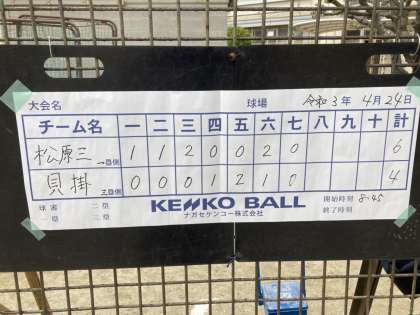 大会名 球場 令和3年4月24日
チーム名 一 二 三 四 五 六 七 八 九 十 計
松原三 一塁側 1 1 2 0 0 2 0 6
貝掛 三塁側 0 0 0 1 2 1 0 4
球審 二塁 KENKO BALL 開始時刻 8-45
一塁 三塁 ナガセケンコー株式会社 終了時刻